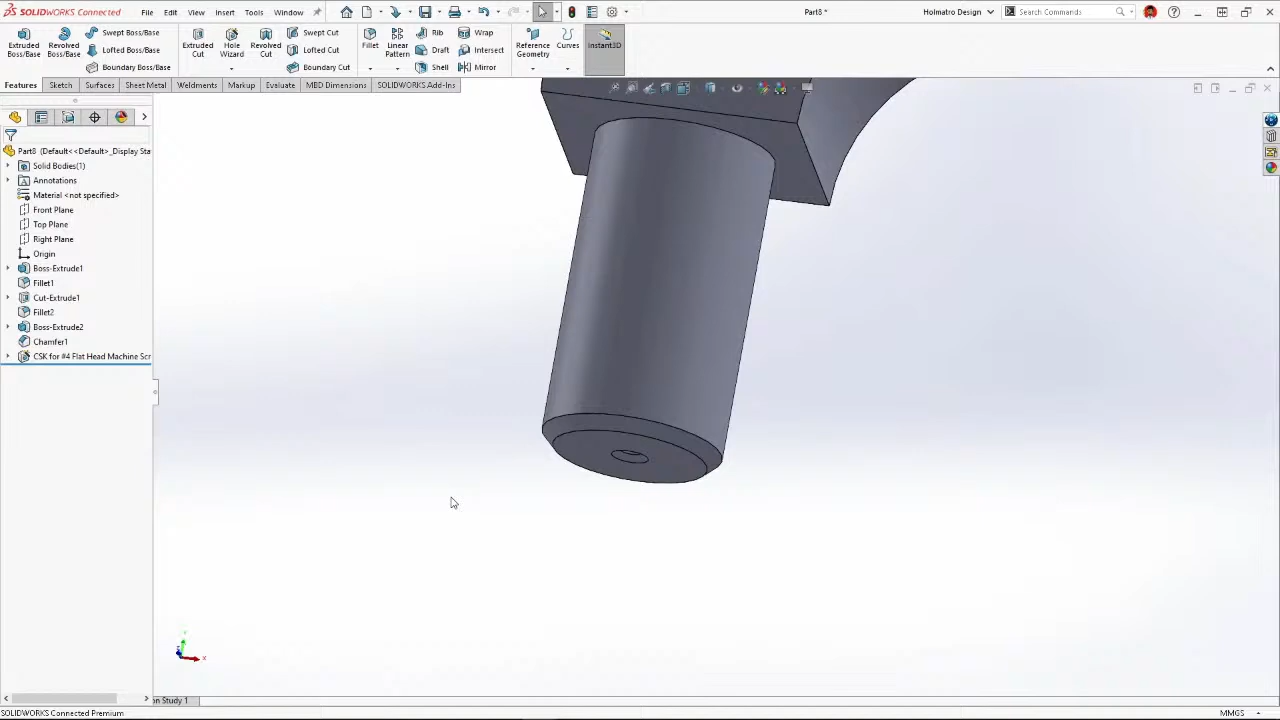 SOLIDWORKS Connected
File Edit View Insert Tools Window
Part8 *
Holmatro Design
Search Commands
Extruded Boss/Base
Revolved Boss/Base
Swept Boss/Base
Lofted Boss/Base
Boundary Boss/Base
Extruded Cut
Hole Wizard
Revolved Cut
Swept Cut
Lofted Cut
Boundary Cut
Fillet
Linear Pattern
Rib
Draft
Shell
Wrap
Intersect
Mirror
Reference Geometry
Curves
Instant3D
Features Sketch Surfaces Sheet Metal Weldments Markup Evaluate MBD Dimensions SOLIDWORKS Add-Ins
Part8 (Default<<Default>_Display Sta
Solid Bodies(1)
Annotations
Material <not specified>
Front Plane
Top Plane
Right Plane
Origin
Boss-Extrude1
Fillet1
Cut-Extrude1
Fillet2
Boss-Extrude2
Chamfer1
CSK for #4 Flat Head Machine Scr
Y
Z
X
on Study 1
SOLIDWORKS Connected Premium
MMGS